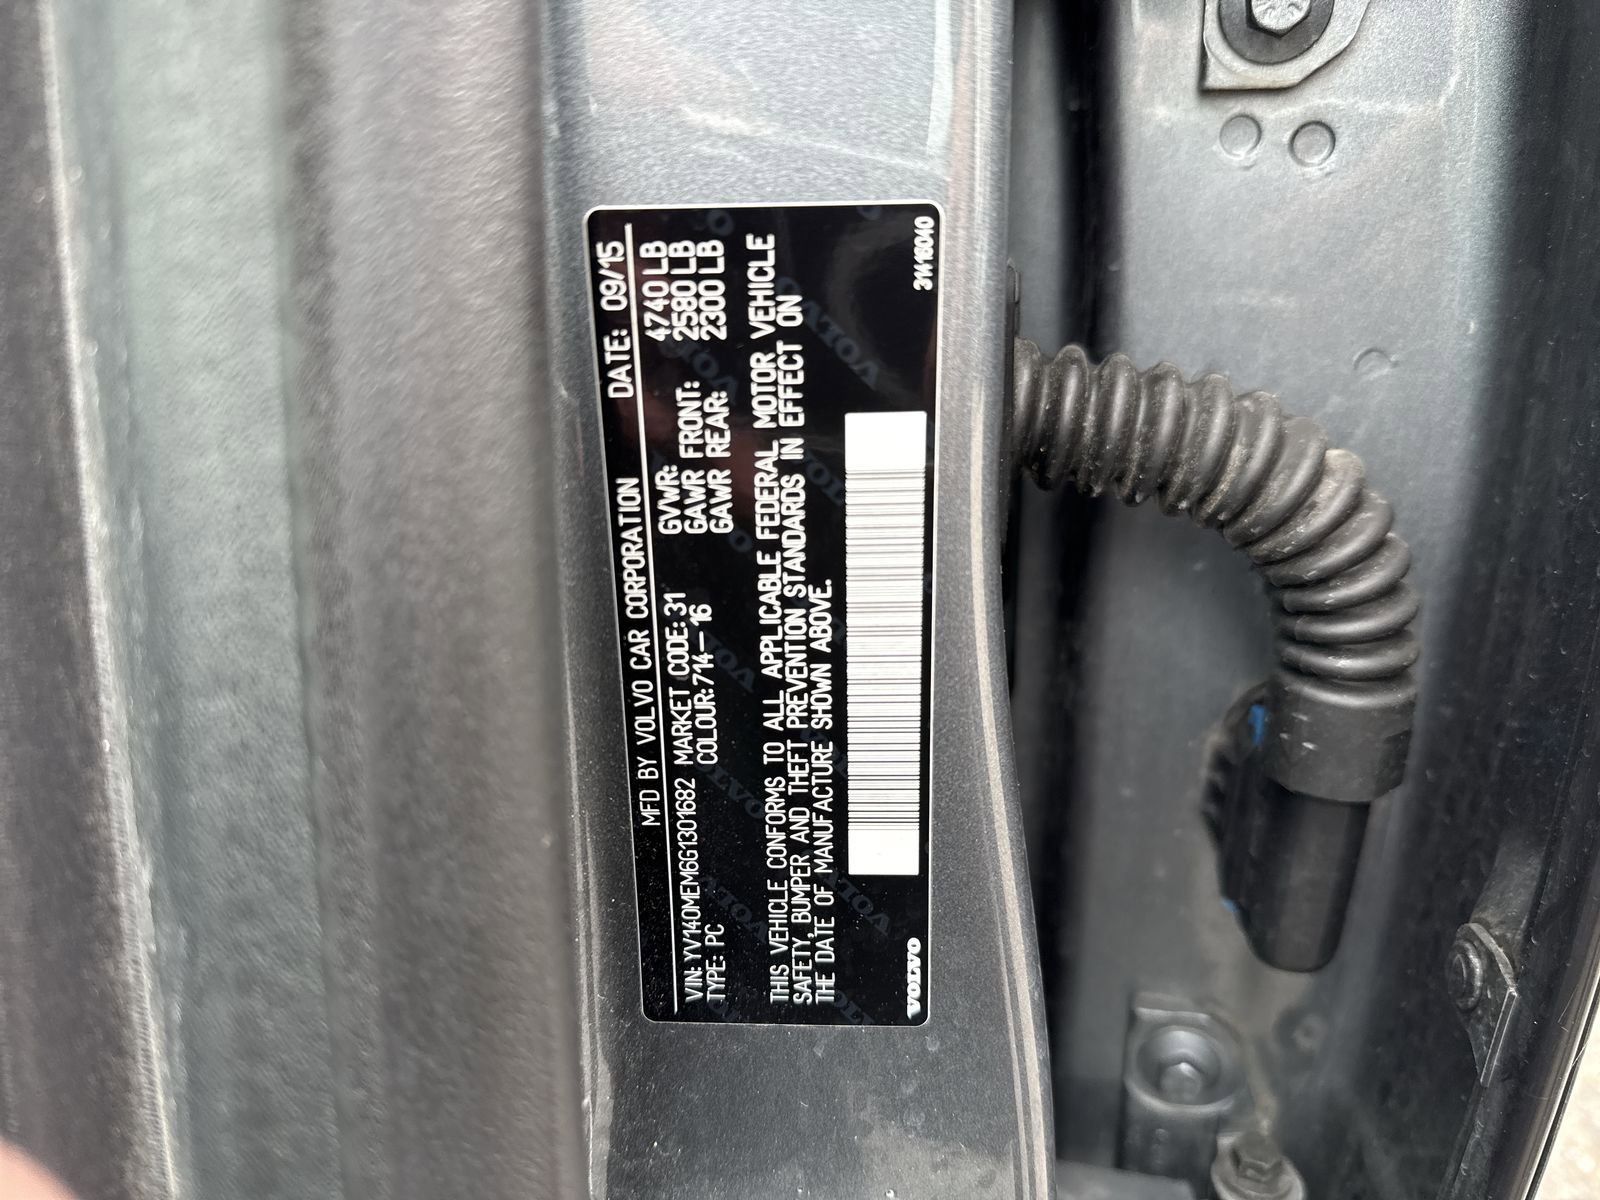 MFD BY VOLVO CAR CORPORATION DATE: 09/15
VIN: YV140MEM6G1301682 MARKET CODE: 31 GVWR: 4740 LB
TYPE: PC COLOUR: 714-16 GAWR FRONT: 2580 LB
GAWR REAR: 2300 LB
THIS VEHICLE CONFORMS TO ALL APPLICABLE FEDERAL MOTOR VEHICLE
SAFETY, BUMPER AND THEFT PREVENTION STANDARDS IN EFFECT ON
THE DATE OF MANUFACTURE SHOWN ABOVE.
VOLVO 31416040